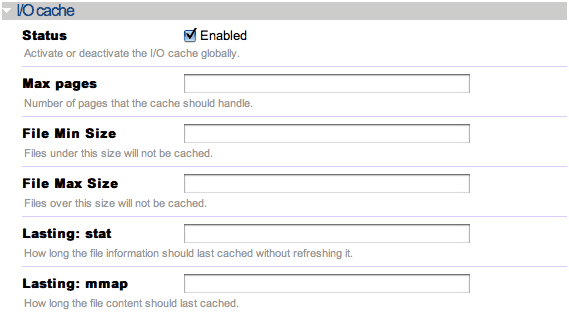 I/O cache
Status Enabled
Activate or deactivate the I/O cache globally.
Max pages
Number of pages that the cache should handle.
File Min Size
Files under this size will not be cached.
File Max Size
Files over this size will not be cached.
Lasting: stat
How long the file information should last cached without refreshing it.
Lasting: mmap
How long the file content should last cached.